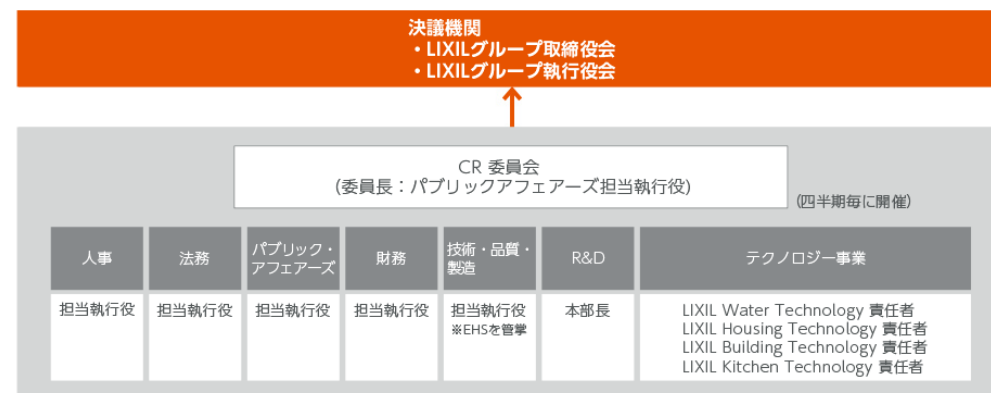 決議機関
・LIXILグループ取締役会
・LIXILグループ執行役会
CR 委員会
(委員長：パブリックアフェアーズ担当執行役)
(四半期毎に開催)
人事
法務
パブリック・
アフェアーズ
財務
技術・品質・
製造
R&D
テクノロジー事業
担当執行役
担当執行役
担当執行役
担当執行役
担当執行役
※EHSを管掌
本部長
LIXIL Water Technology 責任者
LIXIL Housing Technology 責任者
LIXIL Building Technology 責任者
LIXIL Kitchen Technology 責任者